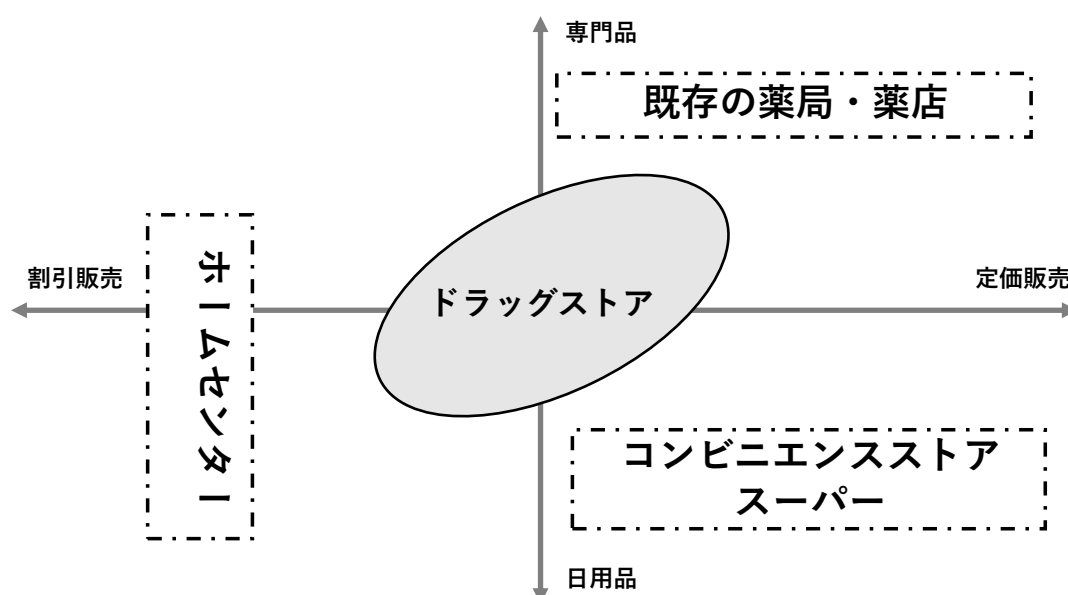 専門品
既存の薬局・薬店
割引販売
定価販売
ホームセンター
ドラッグストア
コンビニエンスストア
スーパー
日用品